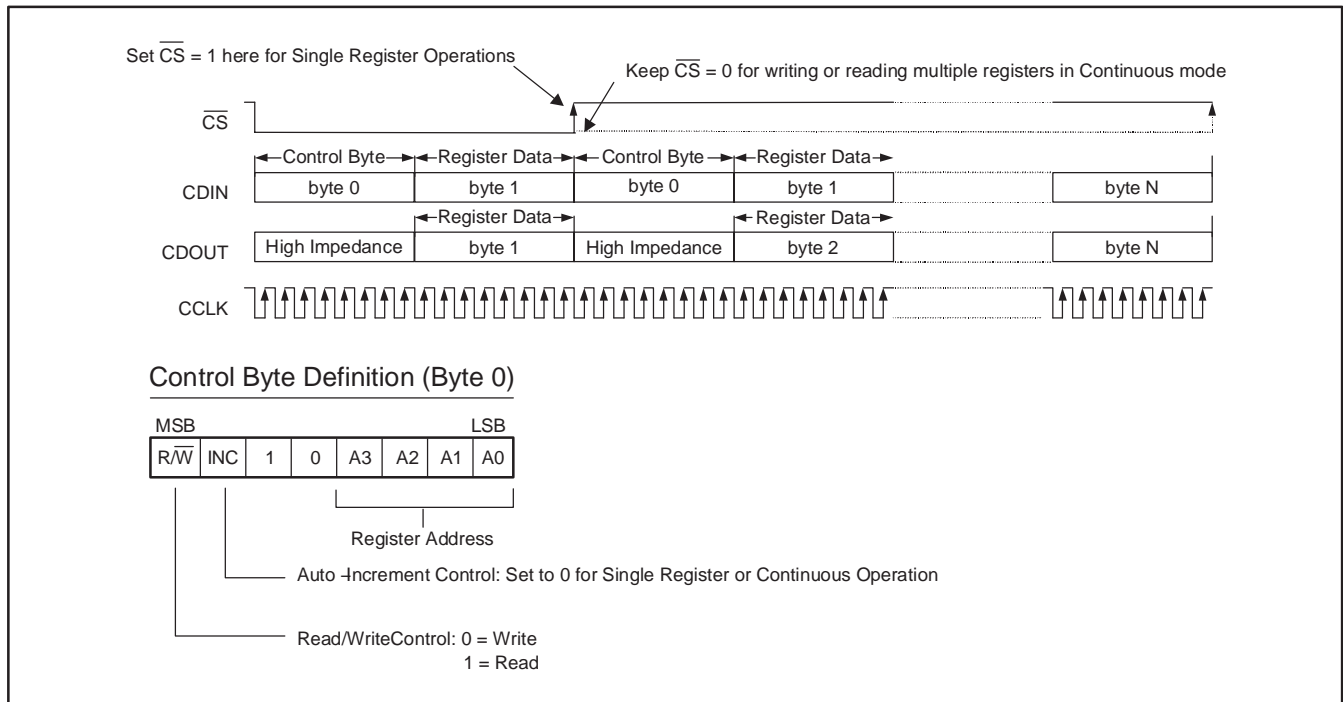 Set C̅S̅ = 1 here for Single Register Operations
Keep C̅S̅ = 0 for writing or reading multiple registers in Continuous mode
C̅S̅
Control Byte Register Data Control Byte Register Data
CDIN byte 0 byte 1 byte 0 byte 1 byte N
Register Data Register Data
CDOUT High Impedance byte 1 High Impedance byte 2 byte N
CCLK
Control Byte Definition (Byte 0)
MSB LSB
R/W̅ INC 1 0 A3 A2 A1 A0
Register Address
Auto -Increment Control: Set to 0 for Single Register or Continuous Operation
Read/WriteControl: 0 = Write
1 = Read